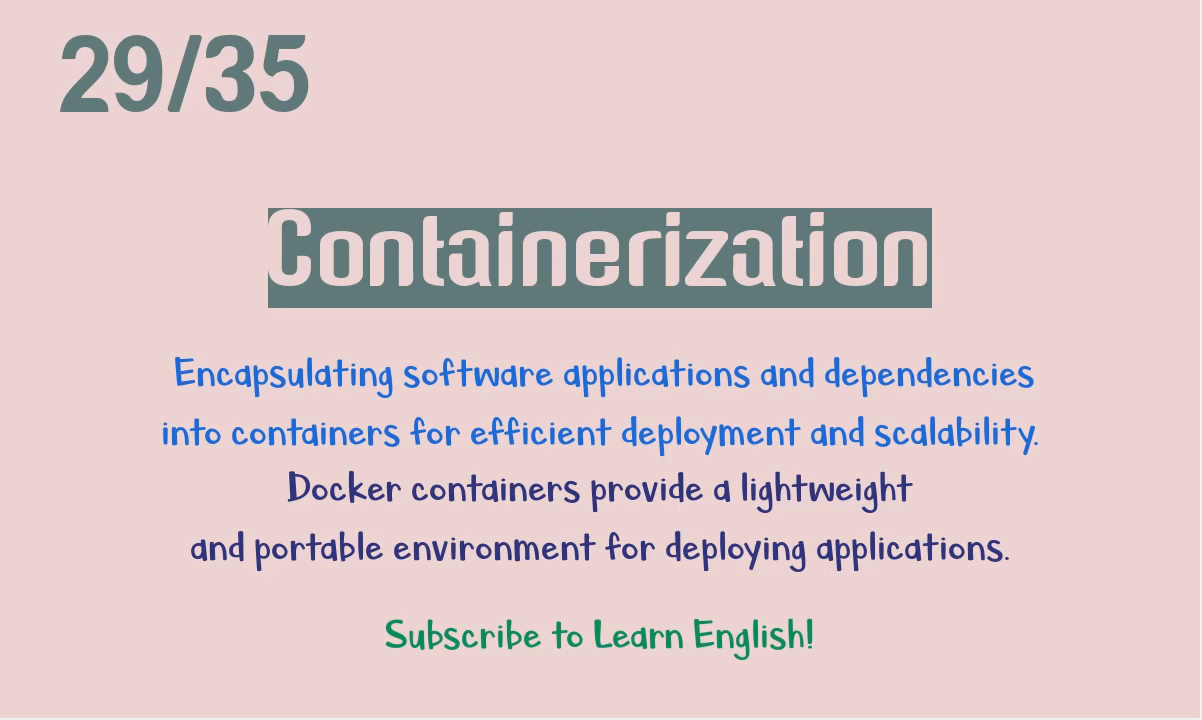 29/35
Containerization
Encapsulating software applications and dependencies
into containers for efficient deployment and scalability.
Docker containers provide a lightweight
and portable environment for deploying applications.
Subscribe to Learn English!